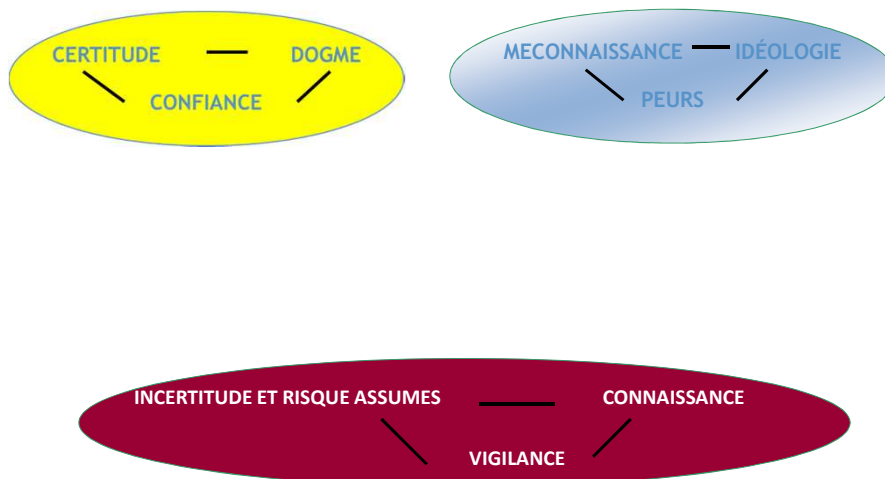 CERTITUDE DOGME
CONFIANCE
MECONNAISSANCE IDÉOLOGIE
PEURS
INCERTITUDE ET RISQUE ASSUMES CONNAISSANCE
VIGILANCE